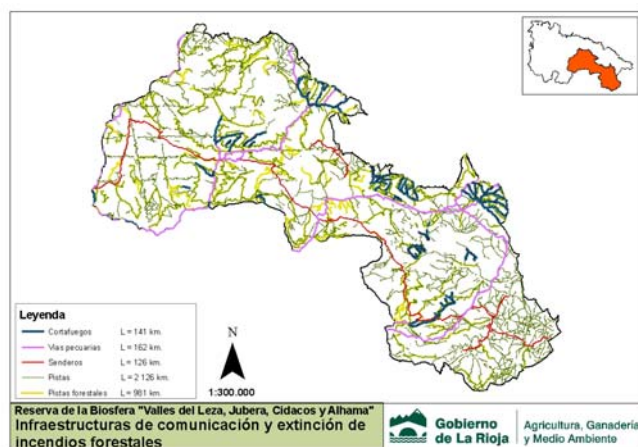 Leyenda
Cortafuegos L = 141 km.
Vías pecuarias L = 162 km.
Senderos L = 126 km.
Pistas L = 2 126 km.
Pistas forestales L = 981 km.
N
1:300.000
Reserva de la Biosfera "Valles del Leza, Jubera, Cidacos y Alhama"
Infraestructuras de comunicación y extinción de
incendios forestales
Gobierno
de La Rioja
Agricultura, Ganadería
y Medio Ambiente